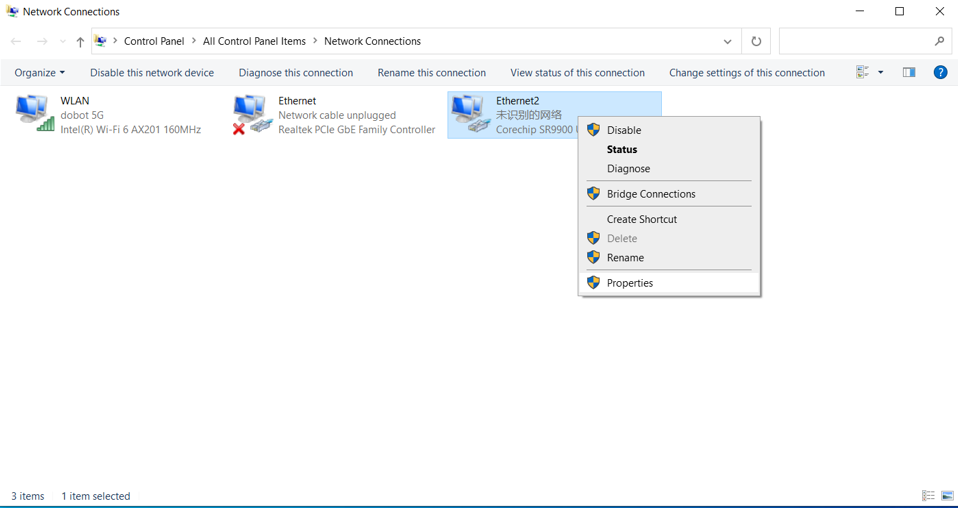 Network Connections
Control Panel > All Control Panel Items > Network Connections
Organize Disable this network device Diagnose this connection Rename this connection View status of this connection Change settings of this connection
WLAN
dobot 5G
Intel(R) Wi-Fi 6 AX201 160MHz
Ethernet
Network cable unplugged
Realtek PCIe GbE Family Controller
Ethernet2
未识别的网络
Corechip SR9900
Disable
Status
Diagnose
Bridge Connections
Create Shortcut
Delete
Rename
Properties
3 items 1 item selected